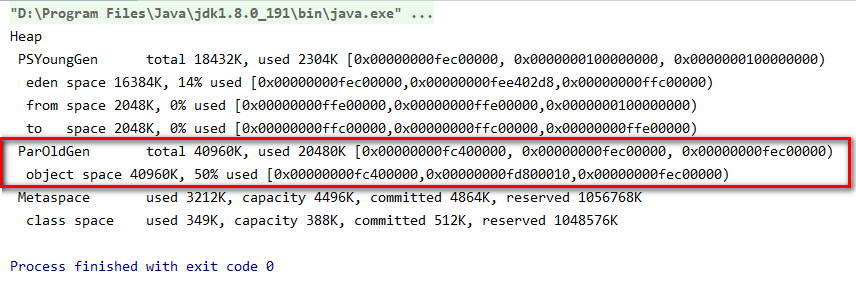 "D:\Program Files\Java\jdk1.8.0_191\bin\java.exe" ...
Heap
PSYoungGen total 18432K, used 2304K [0x00000000fec00000, 0x0000000100000000, 0x0000000100000000)
eden space 16384K, 14% used [0x00000000fec00000,0x00000000fee402d8,0x00000000ffc00000)
from space 2048K, 0% used [0x00000000ffe00000,0x00000000ffe00000,0x0000000100000000)
to space 2048K, 0% used [0x00000000ffc00000,0x00000000ffc00000,0x00000000ffe00000)
ParOldGen total 40960K, used 20480K [0x00000000fc400000, 0x00000000fec00000, 0x00000000fec00000)
object space 40960K, 50% used [0x00000000fc400000,0x00000000fd800010,0x00000000fec00000)
Metaspace used 3212K, capacity 4496K, committed 4864K, reserved 1056768K
class space used 349K, capacity 388K, committed 512K, reserved 1048576K
Process finished with exit code 0